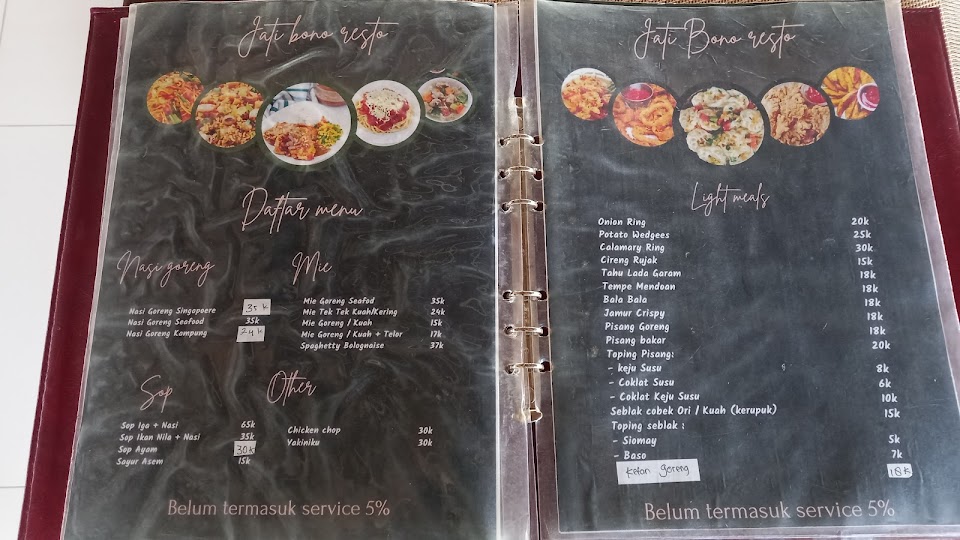 Jati bono resto
Daftar menu
Nasi goreng
Nasi Goreng Singapoere 35 K
Nasi Goreng Seafood 35k
Nasi Goreng Kampung 24 K
Mie
Mie Goreng Seafod 35k
Mie Tek Tek Kuah/Kering 24k
Mie Goreng / Kuah 15k
Mie Goreng / Kuah + Telor 17k
Spaghety Bolognaise 37k
Sop
Sop Iga + Nasi 65k
Sop Ikan Nila + Nasi 35k
Sop Ayam 30k
Sayur Asem 15k
Other
Chicken chop 30k
Yakiniku 30k
Belum termasuk service 5%
Jati Bono resto
Light meals
Onion Ring 20k
Potato Wedgees 25k
Calamary Ring 30k
Cireng Rujak 15k
Tahu Lada Garam 18k
Tempe Mendoan 18k
Bala Bala 18k
Jamur Crispy 18k
Pisang Goreng 18k
Pisang bakar 20k
Toping Pisang:
- keju Susu 8k
- Coklat Susu 6k
- Coklat Keju Susu 10k
Seblak cobek Ori / Kuah (kerupuk) 15k
Toping seblak :
- Siomay 5k
- Baso 7k
Ketan goreng 18k
Belum termasuk service 5%